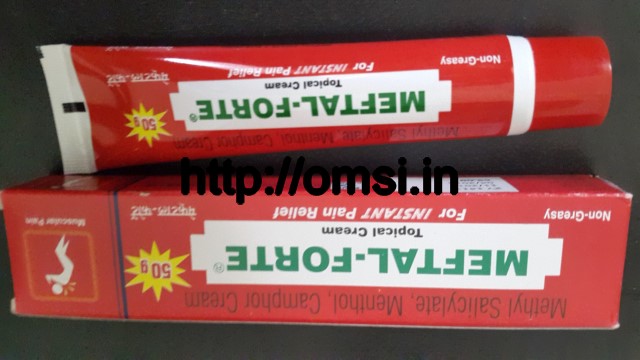 Methyl Salicylate, Menthol, Camphor Cream
MEFTAL-FORTE®
50 g
Topical Cream
Non-Greasy
For INSTANT Pain Relief
Muscular Pain
http://omsi.in
Methyl Salicylate, Menthol, Camphor Cream
MEFTAL-FORTE®
50 g
Topical Cream
Non-Greasy
For INSTANT Pain Relief